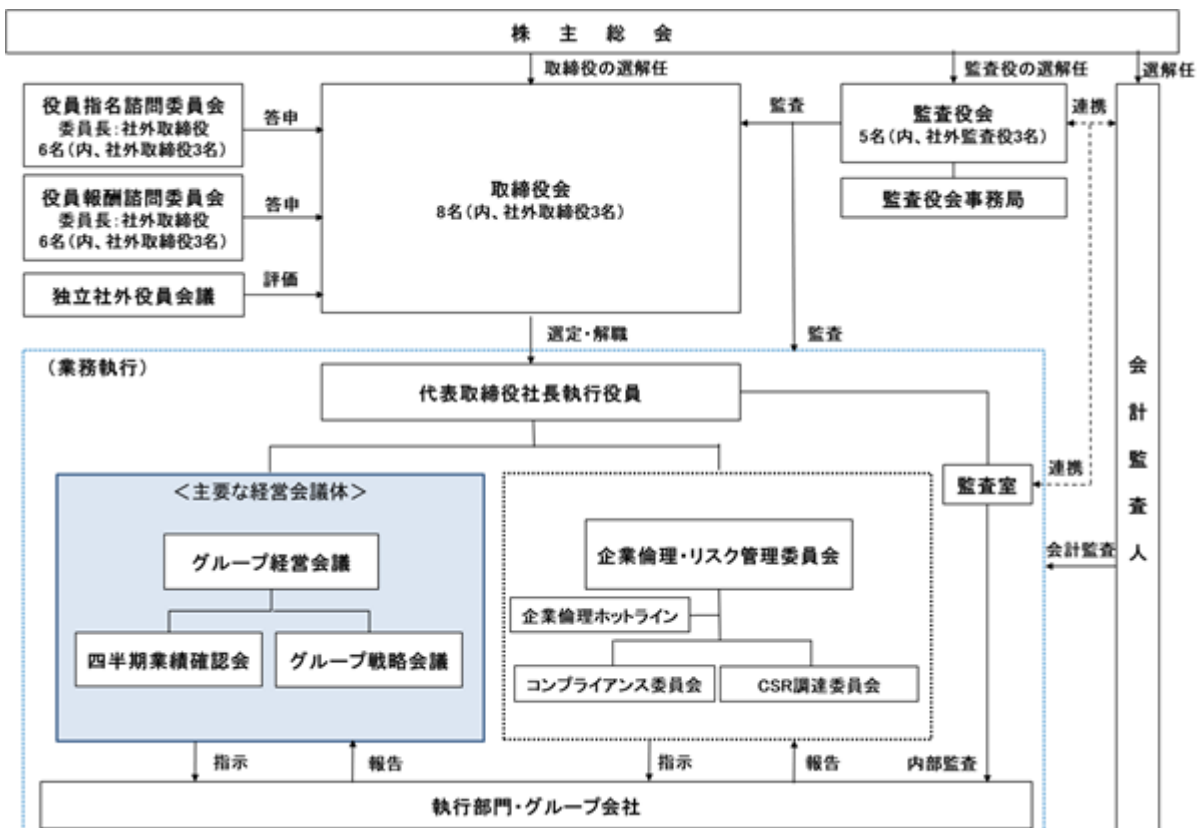 株主総会
取締役の選解任
監査役の選解任
選解任
役員指名諮問委員会
委員長:社外取締役
6名(内、社外取締役3名)
答申
役員報酬諮問委員会
委員長:社外取締役
6名(内、社外取締役3名)
答申
独立社外役員会議
評価
取締役会
8名(内、社外取締役3名)
監査
監査役会
5名(内、社外監査役3名)
監査役会事務局
連携
会計監査人
選定・解職
監査
(業務執行)
代表取締役社長執行役員
<主要な経営会議体>
グループ経営会議
四半期業績確認会
グループ戦略会議
企業倫理・リスク管理委員会
企業倫理ホットライン
コンプライアンス委員会
CSR調達委員会
監査室
連携
会計監査
指示
報告
指示
報告
内部監査
執行部門・グループ会社